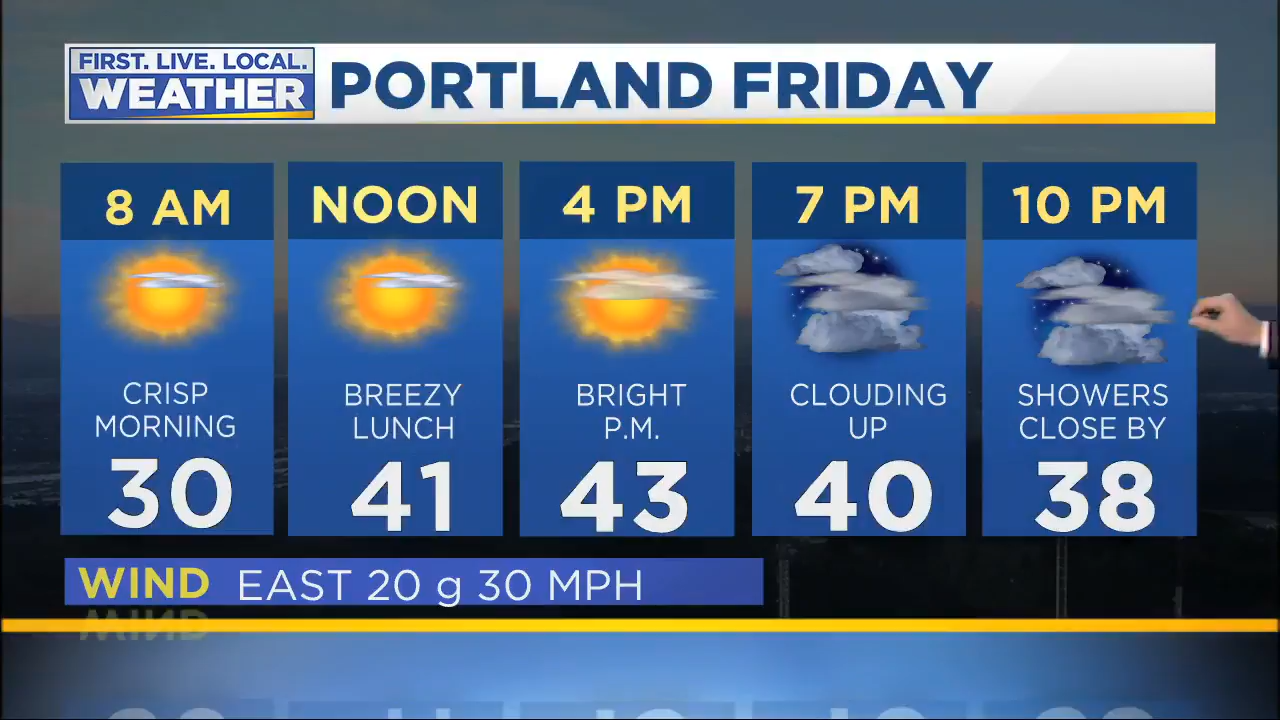 FIRST. LIVE. LOCAL.
WEATHER
PORTLAND FRIDAY
8 AM
CRISP
MORNING
30
NOON
BREEZY
LUNCH
41
4 PM
BRIGHT
P.M.
43
7 PM
CLOUDING
UP
40
10 PM
SHOWERS
CLOSE BY
38
WIND EAST 20 g 30 MPH